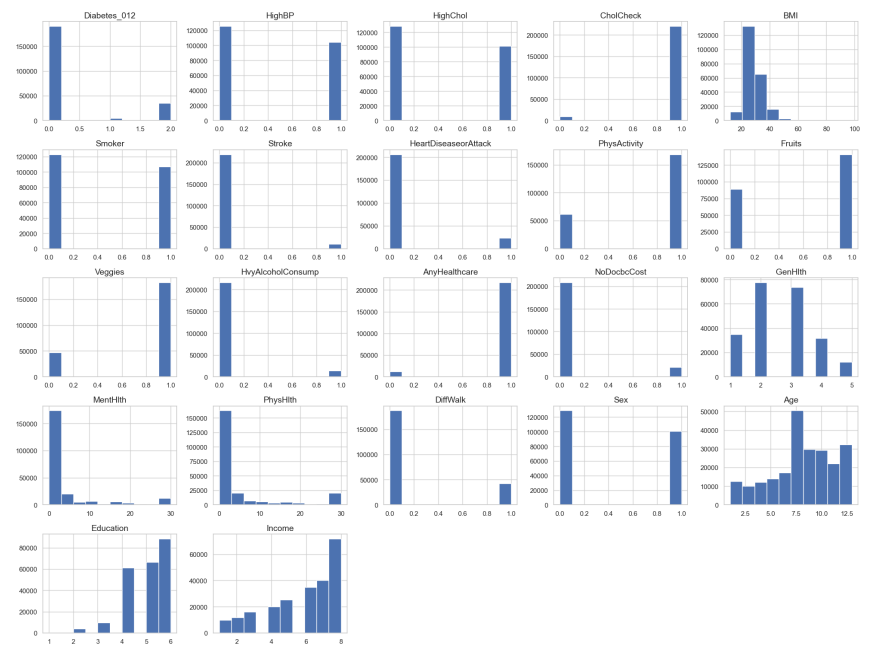 Diabetes_012 HighBP HighChol CholCheck BMI
150000 100000 50000 0
0.0 0.5 1.0 1.5 2.0
120000 100000 80000 60000 40000 20000 0
0.0 0.2 0.4 0.6 0.8 1.0
120000 100000 80000 60000 40000 20000 0
0.0 0.2 0.4 0.6 0.8 1.0
200000 150000 100000 50000 0
0.0 0.2 0.4 0.6 0.8 1.0
120000 100000 80000 60000 40000 20000 0
20 40 60 80 100
Smoker Stroke HeartDiseaseorAttack PhysActivity Fruits
120000 100000 80000 60000 40000 20000 0
0.0 0.2 0.4 0.6 0.8 1.0
200000 150000 100000 50000 0
0.0 0.2 0.4 0.6 0.8 1.0
200000 150000 100000 50000 0
0.0 0.2 0.4 0.6 0.8 1.0
150000 100000 50000 0
0.0 0.2 0.4 0.6 0.8 1.0
125000 100000 75000 50000 25000 0
0.0 0.2 0.4 0.6 0.8 1.0
Veggies HvyAlcoholConsump AnyHealthcare NoDocbcCost GenHlth
150000 100000 50000 0
0.0 0.2 0.4 0.6 0.8 1.0
200000 150000 100000 50000 0
0.0 0.2 0.4 0.6 0.8 1.0
200000 150000 100000 50000 0
0.0 0.2 0.4 0.6 0.8 1.0
200000 150000 100000 50000 0
0.0 0.2 0.4 0.6 0.8 1.0
80000 60000 40000 20000 0
1 2 3 4 5
MentHlth PhysHlth DiffWalk Sex Age
150000 100000 50000 0
0 10 20 30
150000 125000 100000 75000 50000 25000 0
0 10 20 30
150000 100000 50000 0
0.0 0.2 0.4 0.6 0.8 1.0
120000 100000 80000 60000 40000 20000 0
0.0 0.2 0.4 0.6 0.8 1.0
50000 40000 30000 20000 10000 0
2.5 5.0 7.5 10.0 12.5
Education Income
80000 60000 40000 20000 0
1 2 3 4 5 6
60000 40000 20000 0
2 4 6 8